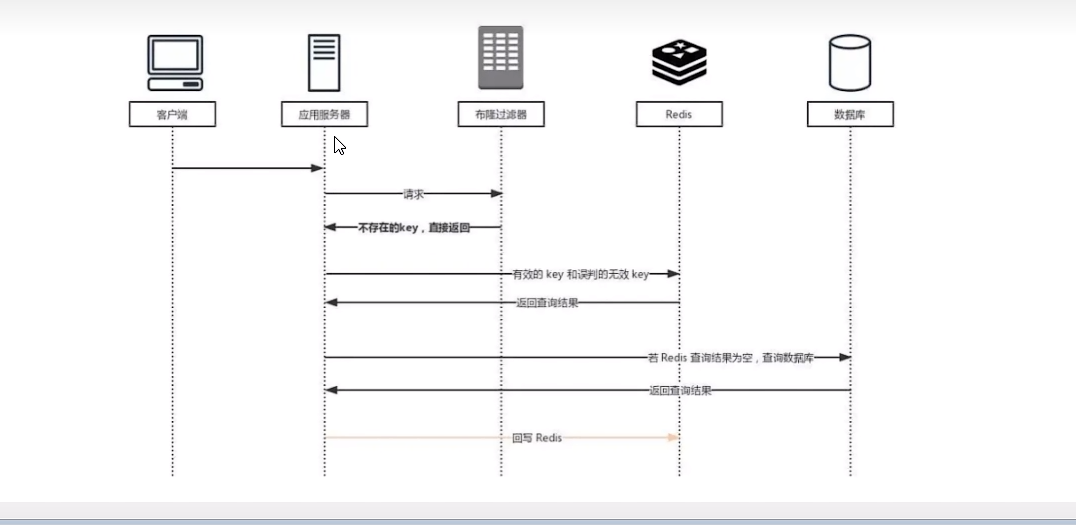 客户端
应用服务器
布隆过滤器
Redis
数据库
请求
不存在的key，直接返回
有效的 key 和误判的无效 key
返回查询结果
若 Redis 查询结果为空，查询数据库
返回查询结果
回写 Redis